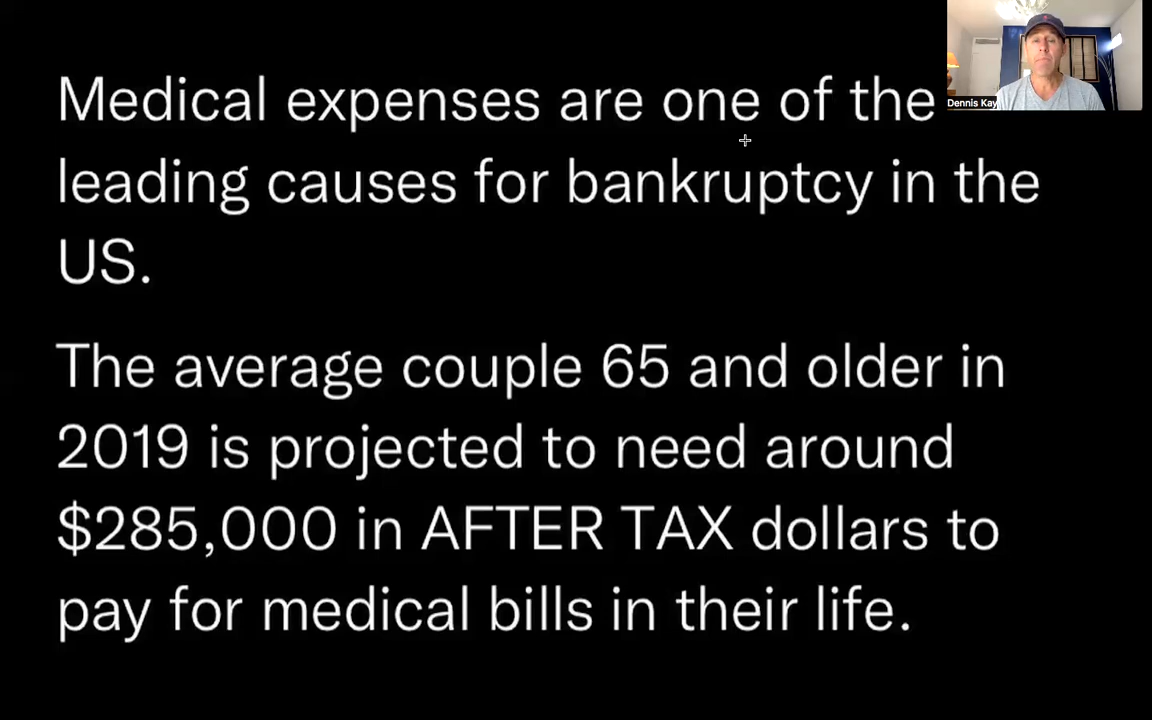 Medical expenses are one of the
Dennis Kay
leading causes for bankruptcy in the
US.
The average couple 65 and older in
2019 is projected to need around
$285,000 in AFTER TAX dollars to
pay for medical bills in their life.